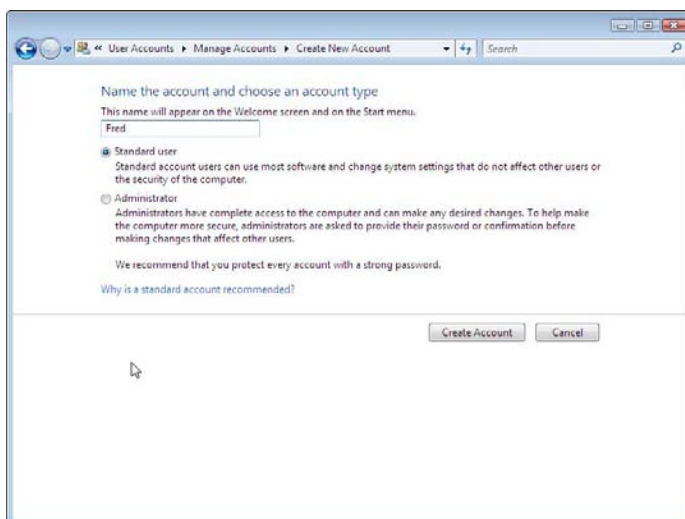 « User Accounts ▸ Manage Accounts ▸ Create New Account
Search
Name the account and choose an account type
This name will appear on the Welcome screen and on the Start menu.
Fred
Standard user
Standard account users can use most software and change system settings that do not affect other users or
the security of the computer.
Administrator
Administrators have complete access to the computer and can make any desired changes. To help make
the computer more secure, administrators are asked to provide their password or confirmation before
making changes that affect other users.
We recommend that you protect every account with a strong password.
Why is a standard account recommended?
Create Account
Cancel